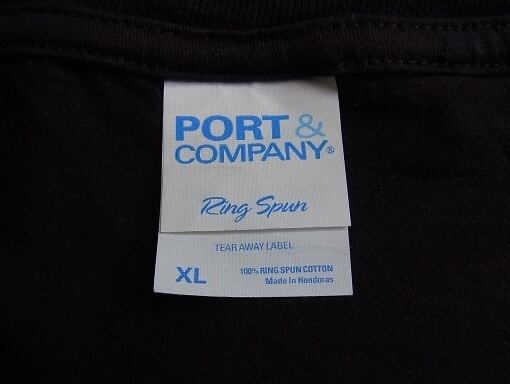 PORT &
COMPANY®
Ring Spun
TEAR AWAY LABEL
XL
100% RING SPUN COTTON
Made In Honduras